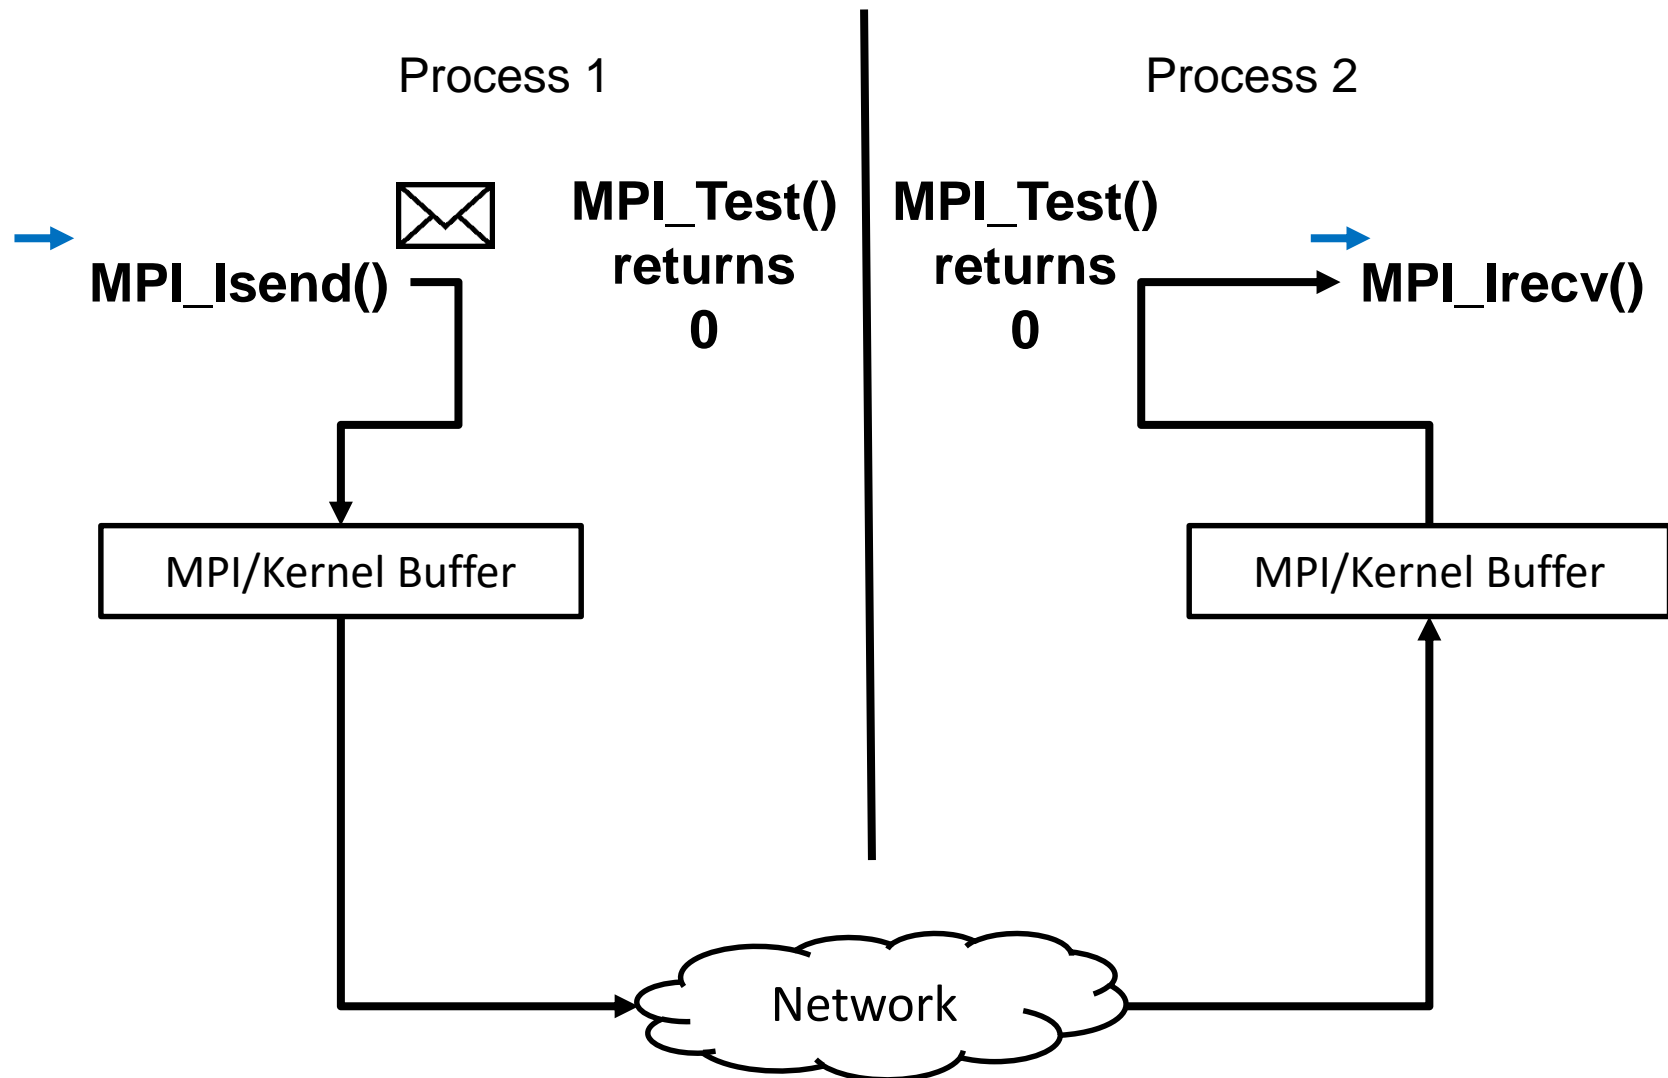 Process 1
Process 2
MPI_Test()
returns
0
MPI_Test()
returns
0
MPI_Isend()
MPI_Irecv()
MPI/Kernel Buffer
MPI/Kernel Buffer
Network